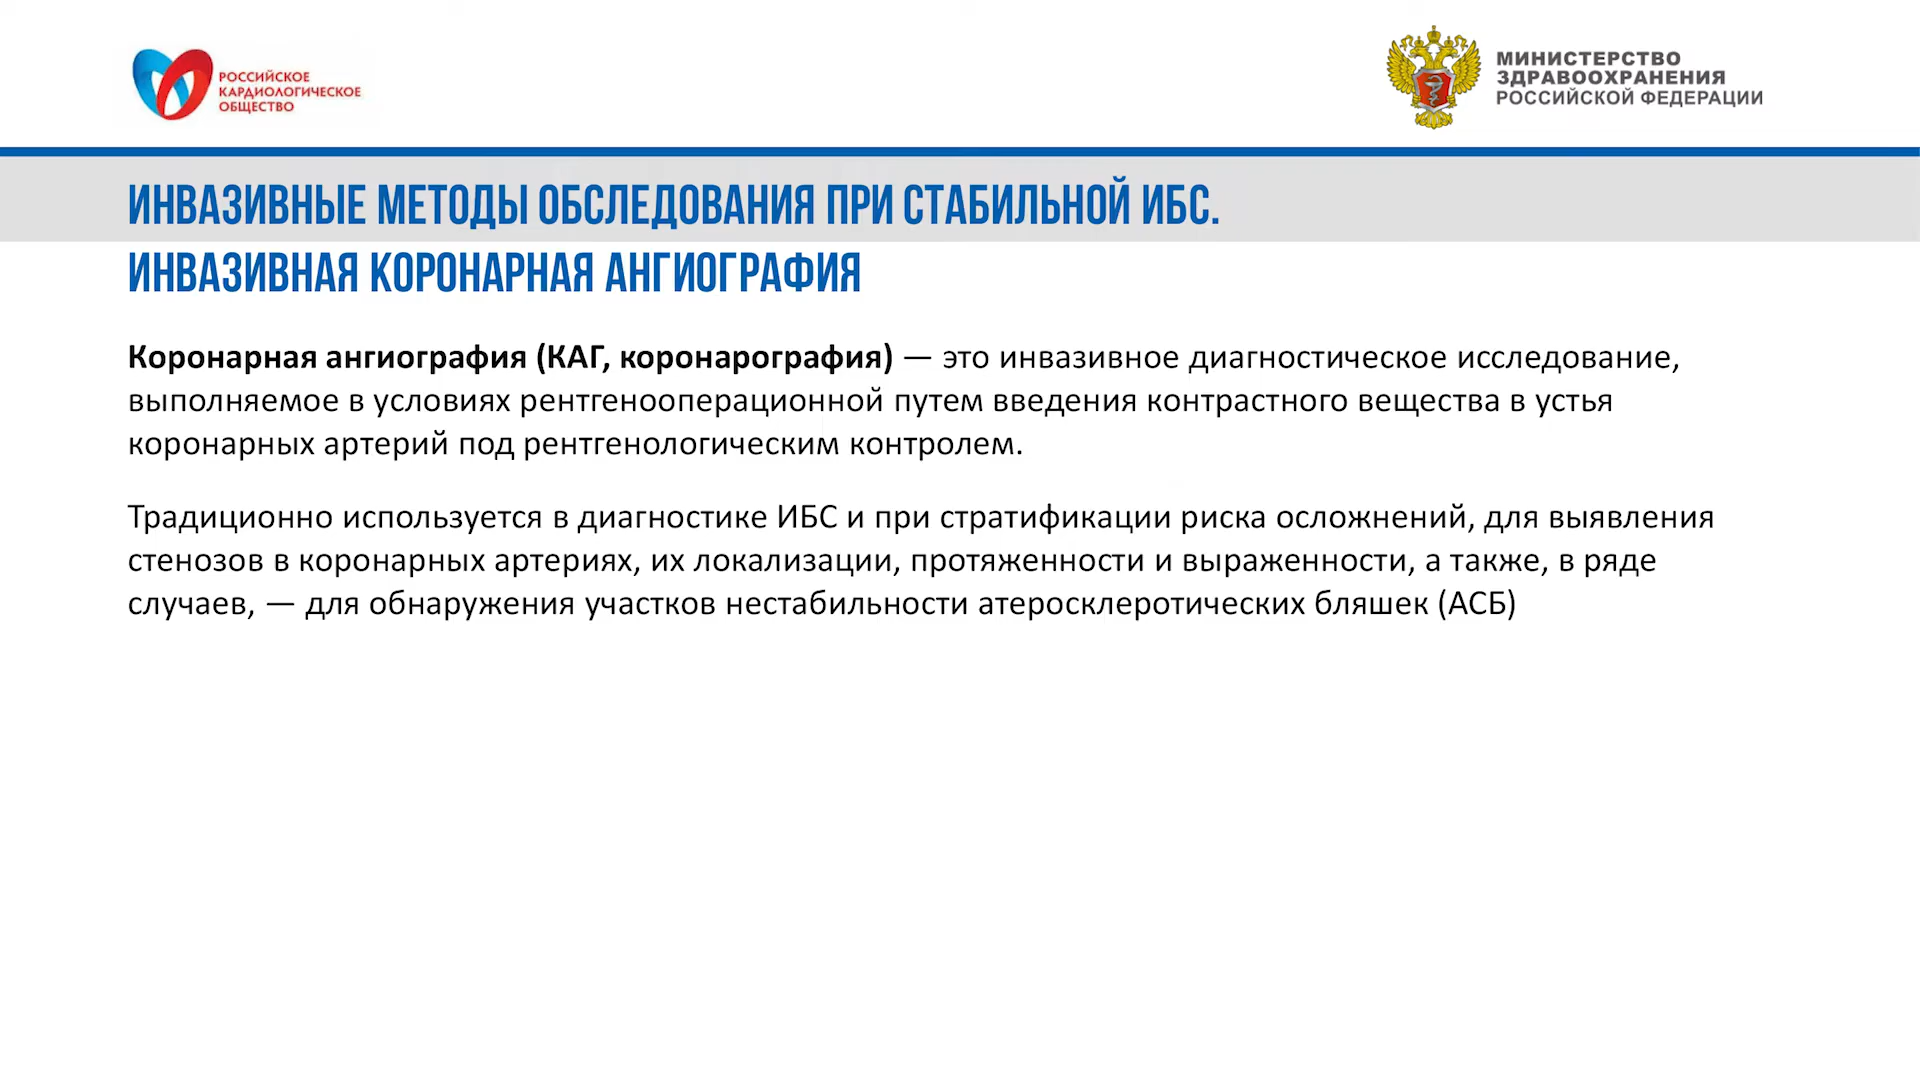 РОССИЙСКОЕ
КАРДИОЛОГИЧЕСКОЕ
ОБЩЕСТВО
МИНИСТЕРСТВО
ЗДРАВООХРАНЕНИЯ
РОССИЙСКОЙ ФЕДЕРАЦИИ
ИНВАЗИВНЫЕ МЕТОДЫ ОБСЛЕДОВАНИЯ ПРИ СТАБИЛЬНОЙ ИБС.
ИНВАЗИВНАЯ КОРОНАРНАЯ АНГИОГРАФИЯ
Коронарная ангиография (КАГ, коронарография) — это инвазивное диагностическое исследование,
выполняемое в условиях рентгенооперационной путем введения контрастного вещества в устья
коронарных артерий под рентгенологическим контролем.
Традиционно используется в диагностике ИБС и при стратификации риска осложнений, для выявления
стенозов в коронарных артериях, их локализации, протяженности и выраженности, а также, в ряде
случаев, — для обнаружения участков нестабильности атеросклеротических бляшек (АСБ)